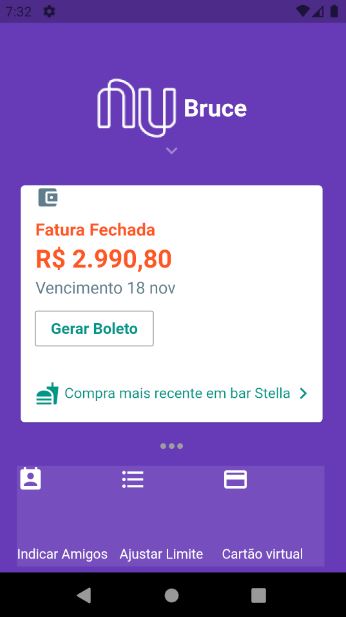 7:32
nu Bruce
Fatura Fechada
R$ 2.990,80
Vencimento 18 nov
Gerar Boleto
Compra mais recente em bar Stella
Indicar Amigos Ajustar Limite Cartão virtual